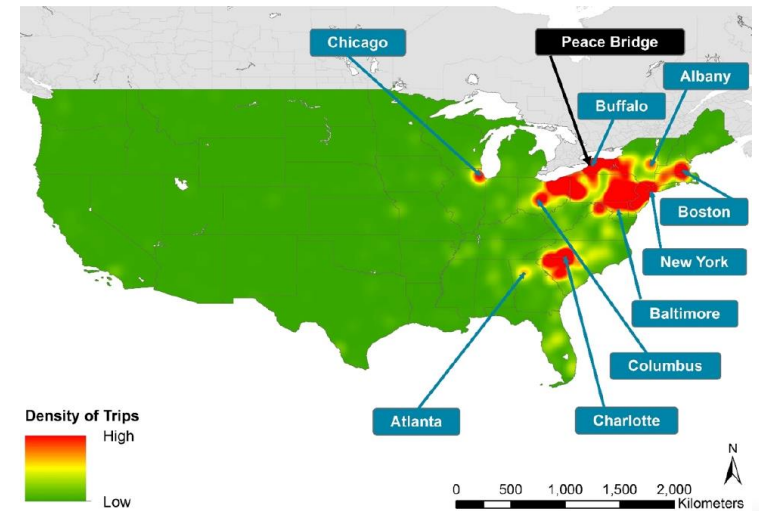 Chicago
Peace Bridge
Albany
Buffalo
Boston
New York
Baltimore
Columbus
Atlanta
Charlotte
Density of Trips
High
Low
N
0 500 1,000 1,500 2,000
Kilometers